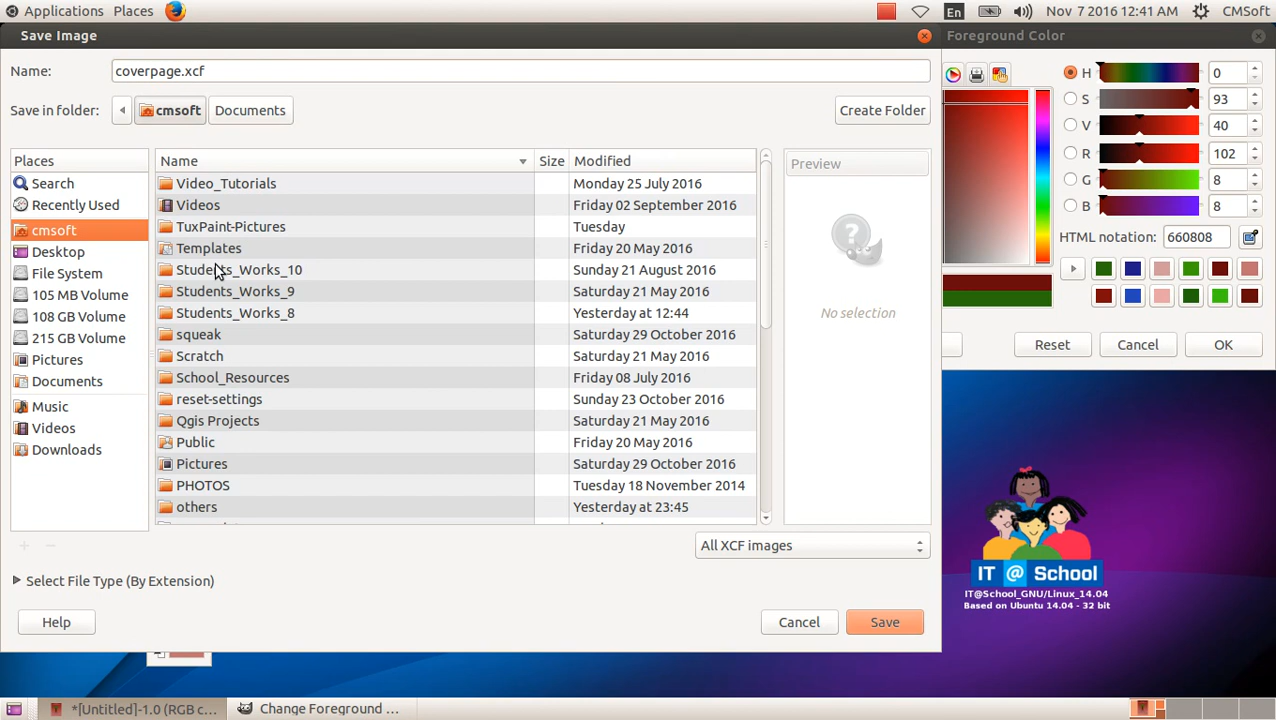 Applications Places En Nov 7 2016 12:41 AM CMSoft
Save Image
Foreground Color
Name: coverpage.xcf
Save in folder: cmsoft Documents Create Folder
Places
Search
Recently Used
cmsoft
Desktop
File System
105 MB Volume
108 GB Volume
215 GB Volume
Pictures
Documents
Music
Videos
Downloads
Name Size Modified
Video_Tutorials Monday 25 July 2016
Videos Friday 02 September 2016
TuxPaint-Pictures Tuesday
Templates Friday 20 May 2016
Students_Works_10 Sunday 21 August 2016
Students_Works_9 Saturday 21 May 2016
Students_Works_8 Yesterday at 12:44
squeak Saturday 29 October 2016
Scratch Saturday 21 May 2016
School_Resources Friday 08 July 2016
reset-settings Sunday 23 October 2016
Qgis Projects Saturday 21 May 2016
Public Friday 20 May 2016
Pictures Saturday 29 October 2016
PHOTOS Tuesday 18 November 2014
others Yesterday at 23:45
Preview
No selection
All XCF images
Select File Type (By Extension)
Help Cancel Save
H 0
S 93
V 40
R 102
G 8
B 8
HTML notation: 660808
Reset Cancel OK
IT @ School
IT@School_GNU/Linux_14.04
Based on Ubuntu 14.04 - 32 bit
*[Untitled]-1.0 (RGB c... Change Foreground ...